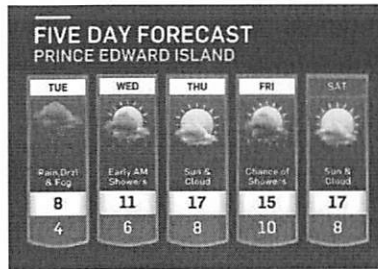 FIVE DAY FORECAST
PRINCE EDWARD ISLAND
TUE WED THU FRI SAT
Rain,Drzl Early AM Sun & Chance of Sun &
& Fog Showers Cloud Showers Cloud
8 11 17 15 17
4 6 8 10 8